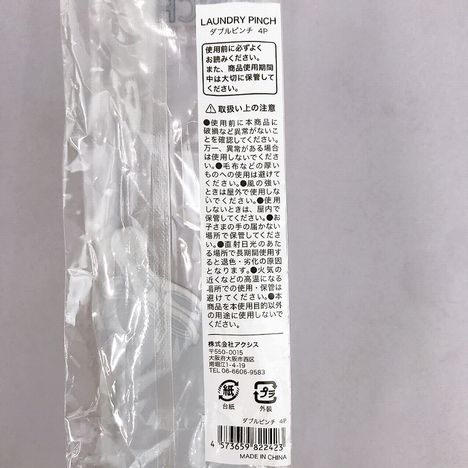 LAUNDRY PINCH
ダブルピンチ 4P
使用前に必ずよく
お読みください。
また、商品使用期間
中は大切に保管して
ください。
⚠取扱い上の注意
●使用前に本商品に
破損など異常がないこ
とを確認してください。
万一、異常がある場合
は使用しないでくださ
い。●毛布などの厚い
ものへの使用は避けてく
ださい。●風の強い
ときは屋外で使用しな
いでください。●使用
しないときは、屋内で
保管してください。●お
子さまの手の届かない
場所で保管してくださ
い。●直射日光のあた
る場所で長期間使用す
ると退色・劣化の原因
となります。●火気の
近くなどの高温になる
場所での使用・保管は
避けてください。●本
商品を本使用目的以外
の用途に使用しないで
ください。
株式会社アクシス
〒550-0015
大阪府大阪市西区
南堀江1-4-19
TEL 06-6606-9583
紙
台紙
プラ
外装
ダブルピンチ 4P
4 573659 822423
MADE IN CHINA